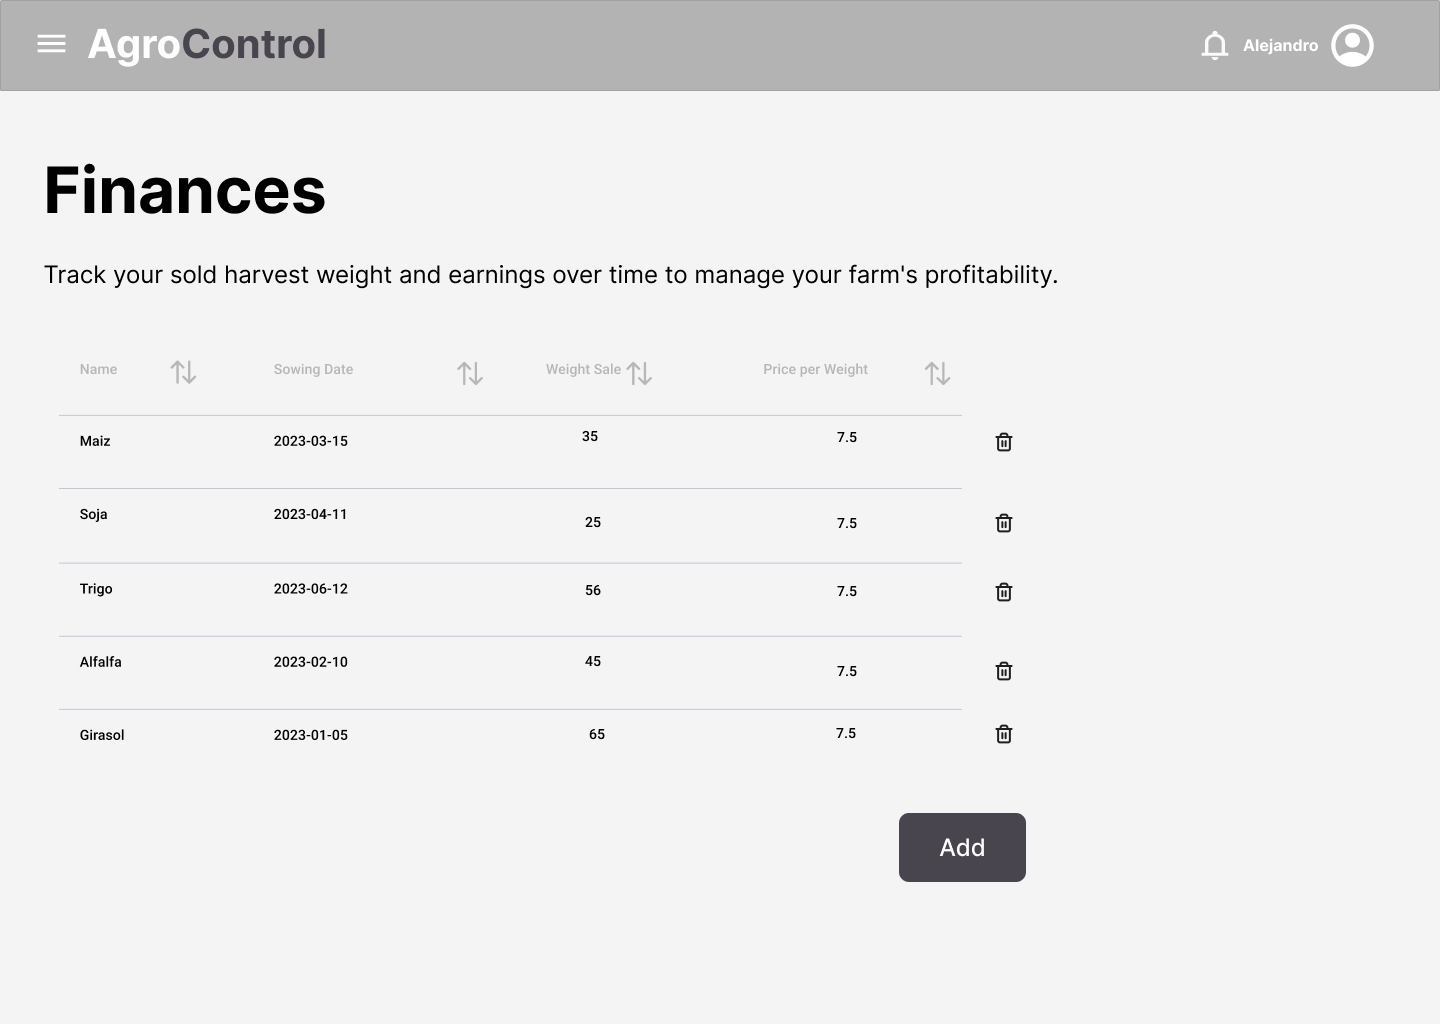 AgroControl
Alejandro
Finances
Track your sold harvest weight and earnings over time to manage your farm's profitability.
Name Sowing Date Weight Sale Price per Weight
Maiz 2023-03-15 35 7.5
Soja 2023-04-11 25 7.5
Trigo 2023-06-12 56 7.5
Alfalfa 2023-02-10 45 7.5
Girasol 2023-01-05 65 7.5
Add